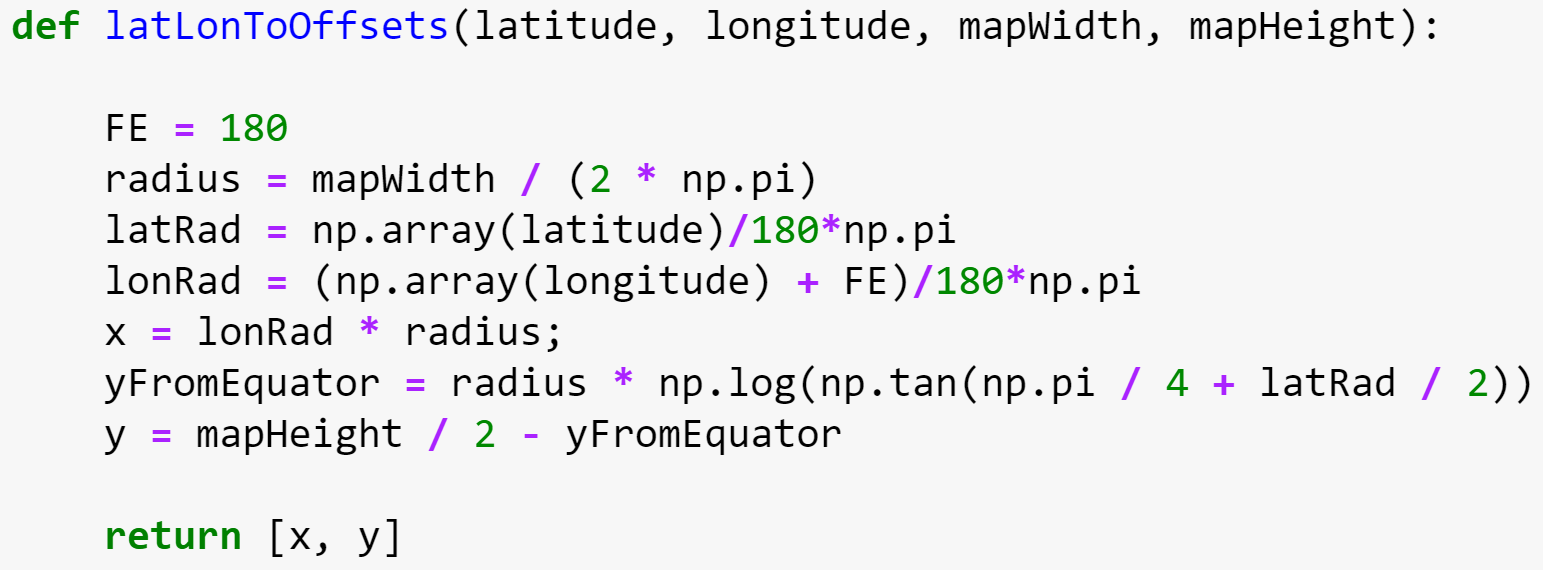 def latLonToOffsets(latitude, longitude, mapWidth, mapHeight):
FE = 180
radius = mapWidth / (2 * np.pi)
latRad = np.array(latitude)/180*np.pi
lonRad = (np.array(longitude) + FE)/180*np.pi
x = lonRad * radius;
yFromEquator = radius * np.log(np.tan(np.pi / 4 + latRad / 2))
y = mapHeight / 2 - yFromEquator
return [x, y]